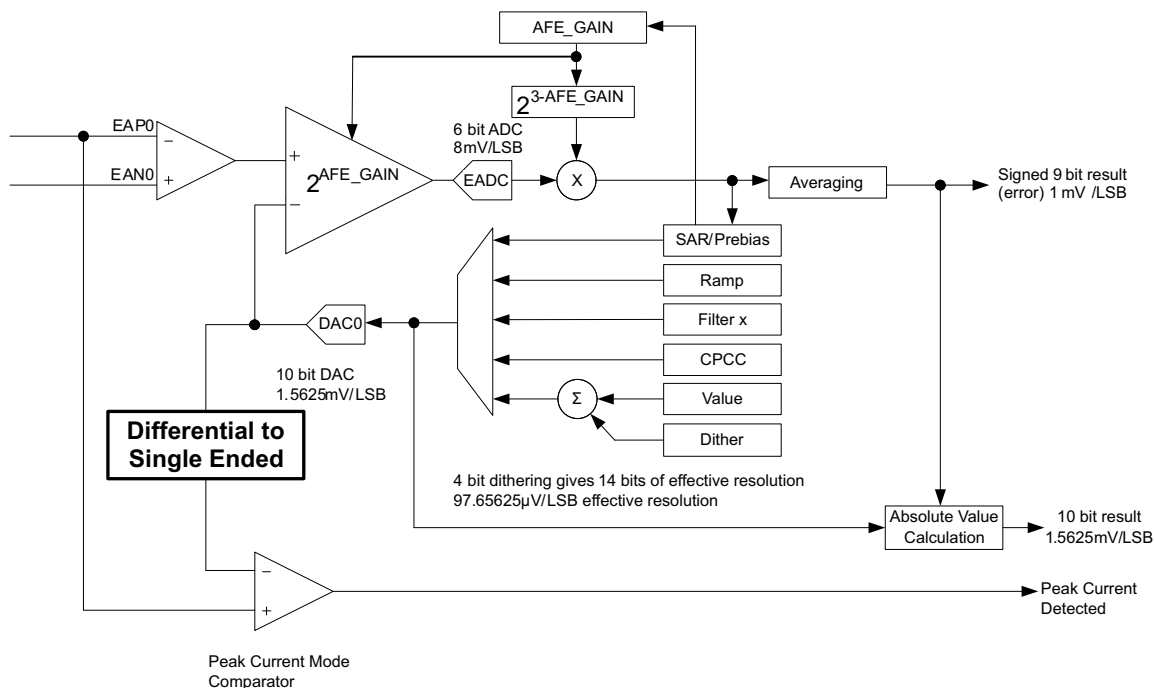 AFE_GAIN
2^3-AFE_GAIN
6 bit ADC
8mV/LSB
EAP0
EAN0
−
+
+
−
2^AFE_GAIN
EADC
X
Averaging
Signed 9 bit result
(error) 1 mV /LSB
SAR/Prebias
Ramp
Filter x
CPCC
Value
Dither
Σ
DAC0
10 bit DAC
1.5625mV/LSB
Differential to
Single Ended
4 bit dithering gives 14 bits of effective resolution
97.65625µV/LSB effective resolution
Absolute Value
Calculation
10 bit result
1.5625mV/LSB
−
+
Peak Current
Detected
Peak Current Mode
Comparator